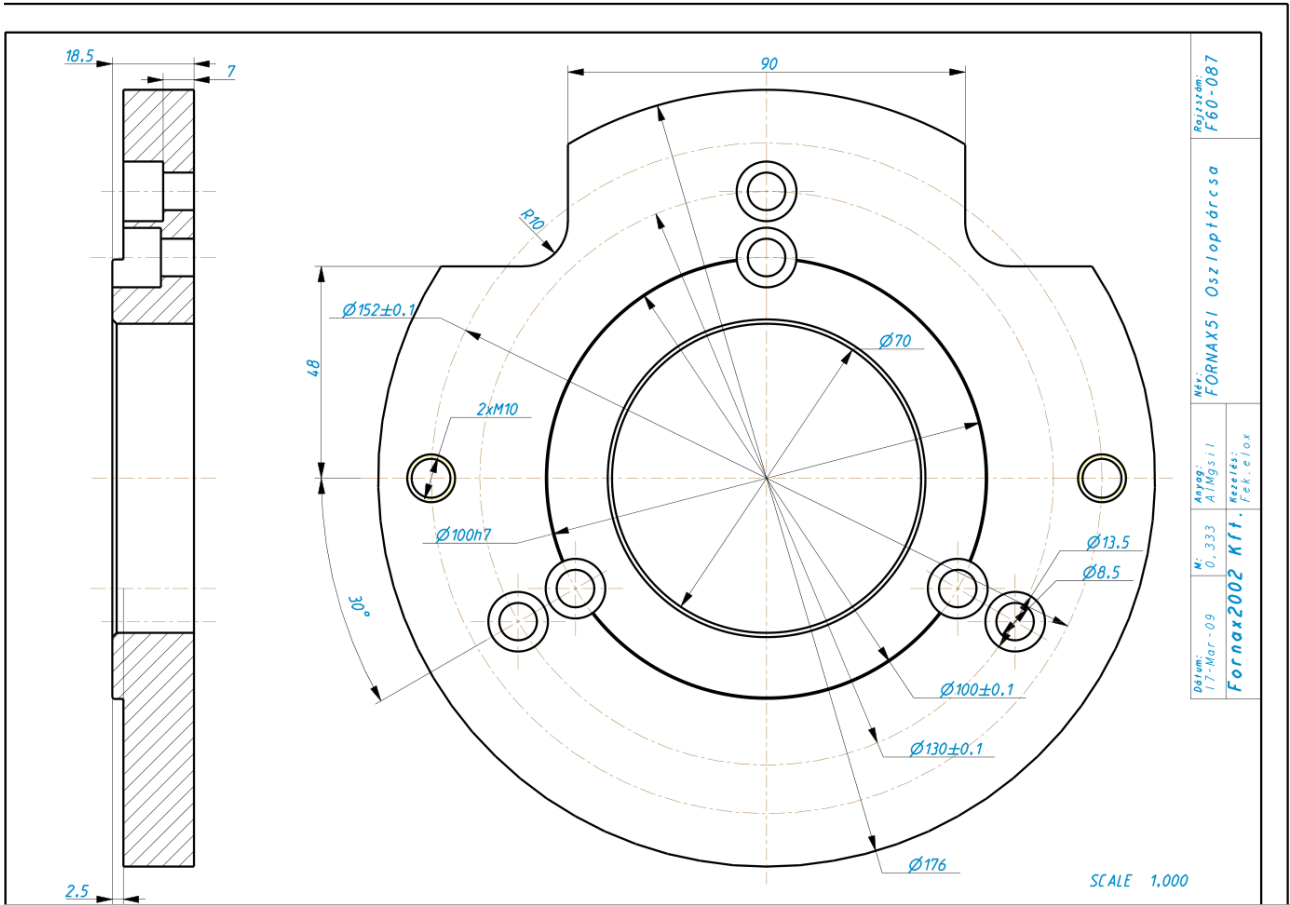 18.5
7
90
R10
Ø152±0.1
48
Ø70
2xM10
Ø100h7
30°
Ø13.5
Ø8.5
Ø100±0.1
Ø130±0.1
Ø176
2.5
SCALE 1.000
Rajzszám:
F60-087
Név:
FORNAX51 Oszloptárcsa
Anyag:
AlMgsil
Kezelés:
Fek.elox
M:
0,333
Dátum:
17-Mar-09
Fornax2002 Kft.